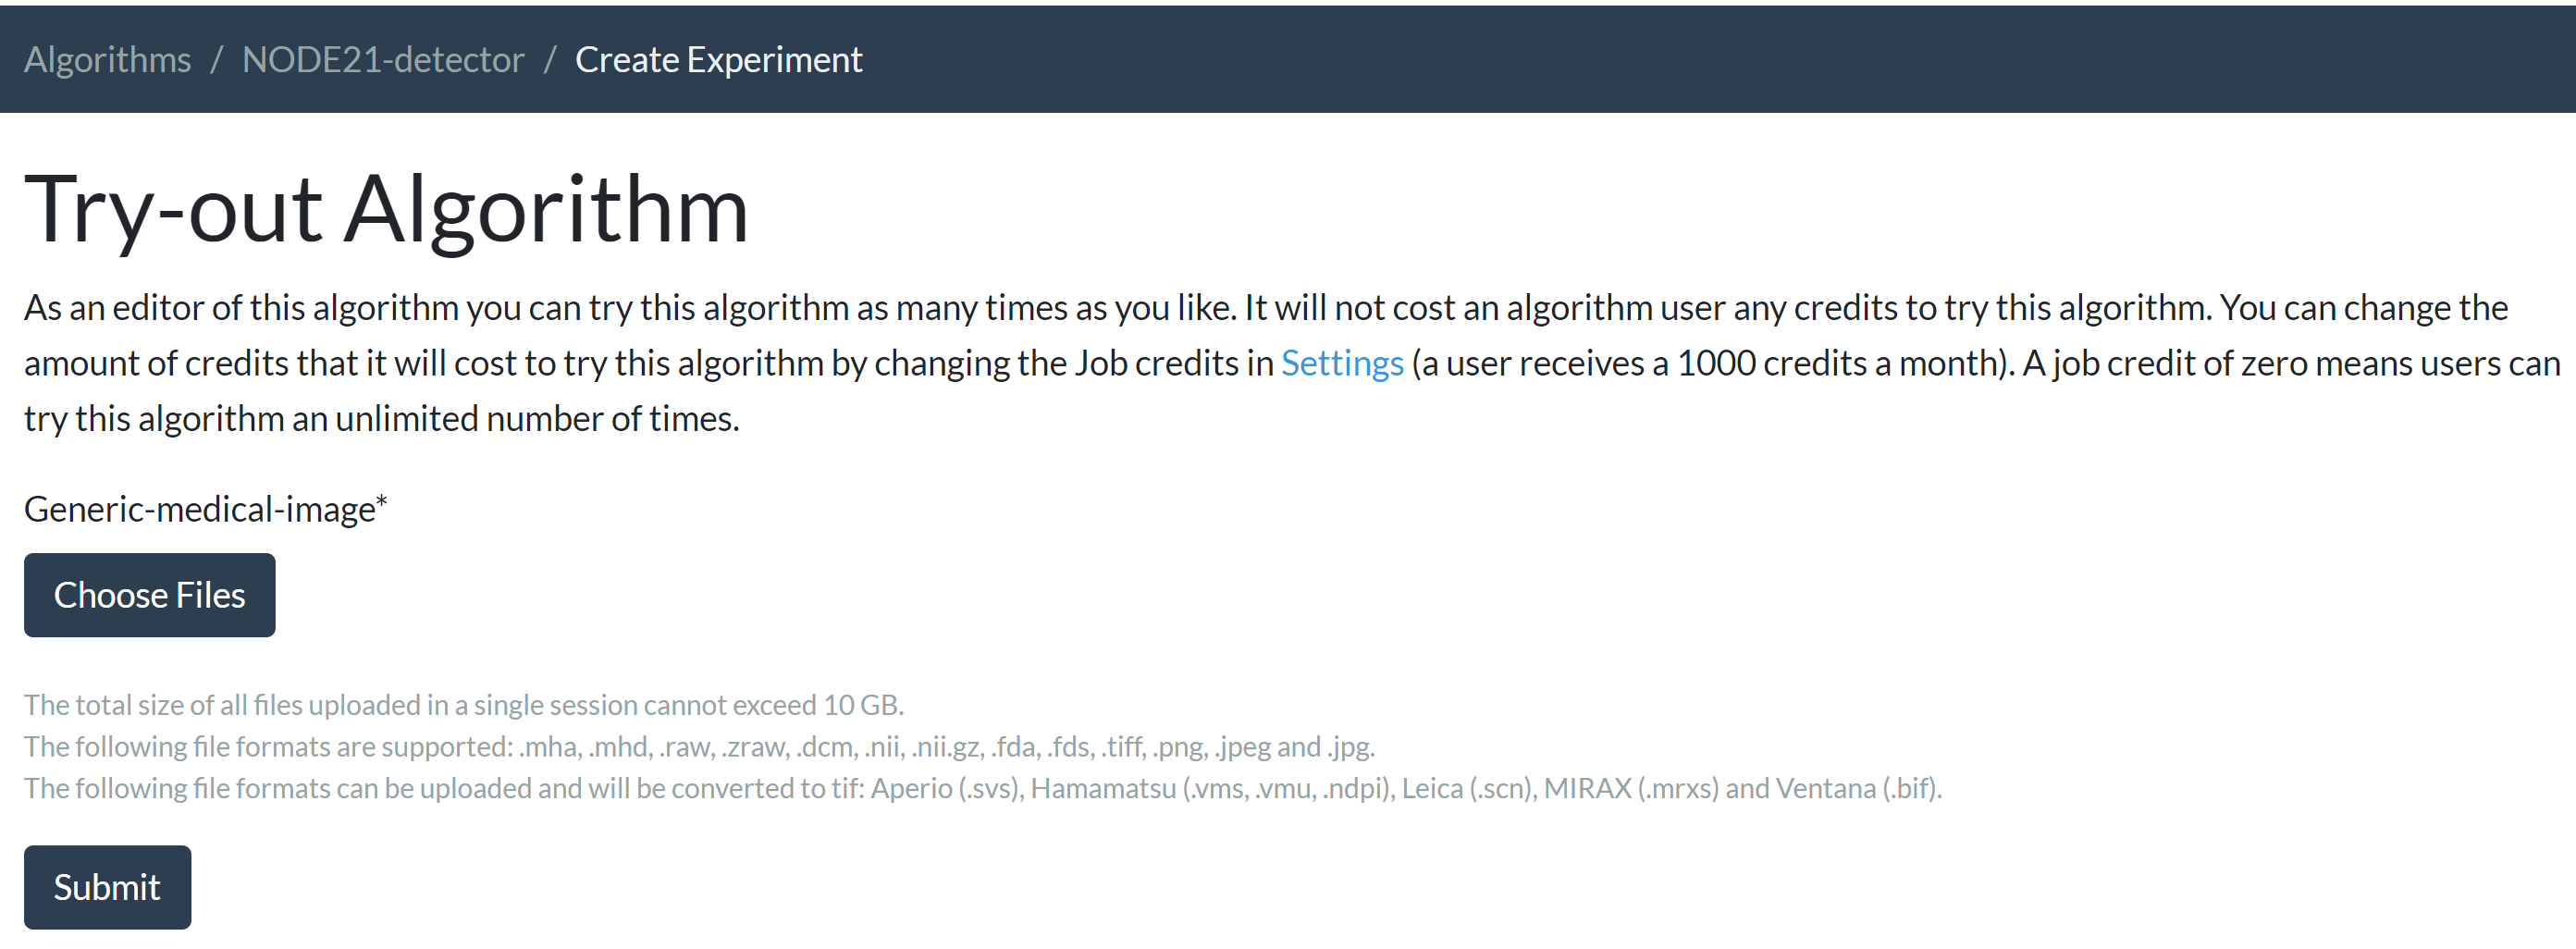 Algorithms / NODE21-detector / Create Experiment
Try-out Algorithm
As an editor of this algorithm you can try this algorithm as many times as you like. It will not cost an algorithm user any credits to try this algorithm. You can change the
amount of credits that it will cost to try this algorithm by changing the Job credits in Settings (a user receives a 1000 credits a month). A job credit of zero means users can
try this algorithm an unlimited number of times.
Generic-medical-image*
Choose Files
The total size of all files uploaded in a single session cannot exceed 10 GB.
The following file formats are supported: .mha, .mhd, .raw, .zraw, .dcm, .nii, .nii.gz, .fda, .fds, .tiff, .png, .jpeg and .jpg.
The following file formats can be uploaded and will be converted to tif: Aperio (.svs), Hamamatsu (.vms, .vmu, .ndpi), Leica (.scn), MIRAX (.mrxs) and Ventana (.bif).
Submit